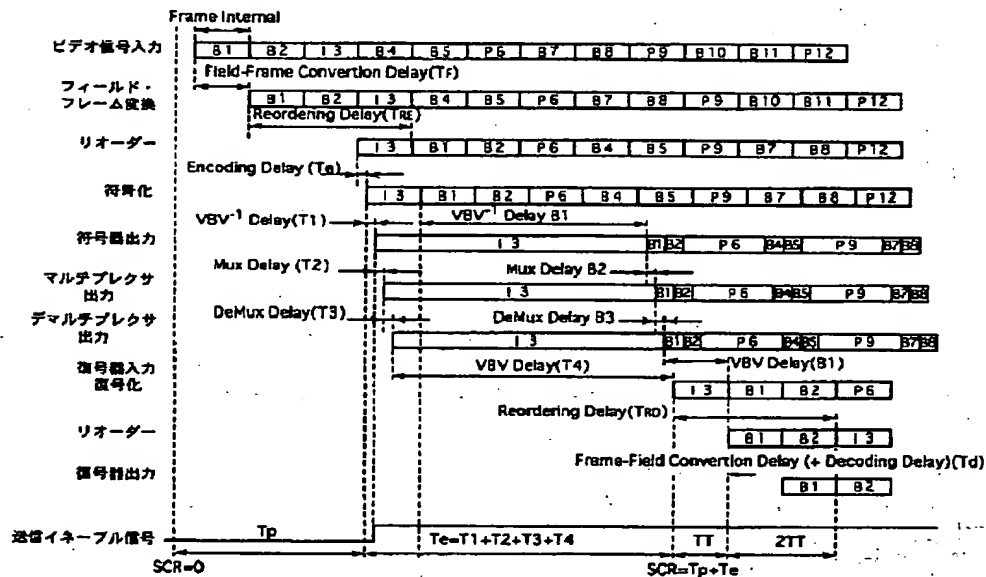 Frame Internal
ビデオ信号入力
B1 B2 I3 B4 B5 P6 B7 B8 P9 B10 B11 P12
Field-Frame Convertion Delay(TF)
フィールド・
フレーム変換
B1 B2 I3 B4 B5 P6 B7 B8 P9 B10 B11 P12
Reordering Delay(TRE)
リオーダー
I3 B1 B2 P6 B4 B5 P9 B7 B8 P12
Encoding Delay (Te)
符号化
I3 B1 B2 P6 B4 B5 P9 B7 B8 P12
VBV⁻¹ Delay(T1)
VBV⁻¹ Delay B1
符号器出力
I3 B1 B2 P6 B4 B5 P9 B7 B8
Mux Delay (T2)
Mux Delay B2
マルチプレクサ
出力
I3 B1 B2 P6 B4 B5 P9 B7 B8
DeMux Delay(T3)
DeMux Delay B3
デマルチプレクサ
出力
I3 B1 B2 P6 B4 B5 P9 B7 B8
VBV Delay(T4)
VBV Delay(B1)
復号器入力
復号化
I3 B1 B2 P6
Reordering Delay(TRD)
リオーダー
B1 B2 I3
Frame-Field Convertion Delay (+ Decoding Delay)(Td)
復号器出力
B1 B2
送信イネーブル信号
Tp
Te=T1+T2+T3+T4
TT
2TT
SCR=0
SCR=Tp+Te